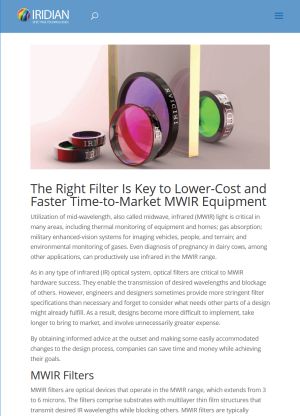 IRIDIAN
SPECTRAL TECHNOLOGIES
The Right Filter Is Key to Lower-Cost and
Faster Time-to-Market MWIR Equipment
Utilization of mid-wavelength, also called midwave, infrared (MWIR) light is critical in
many areas, including thermal monitoring of equipment and homes; gas absorption;
military enhanced-vision systems for imaging vehicles, people, and terrain; and
environmental monitoring of gases. Even diagnosis of pregnancy in dairy cows, among
other applications, can productively use infrared in the MWIR range.
As in any type of infrared (IR) optical system, optical filters are critical to MWIR
hardware success. They enable the transmission of desired wavelengths and blockage
of others. However, engineers and designers sometimes provide more stringent filter
specifications than necessary and forget to consider what needs other parts of a design
might already fulfill. As a result, designs become more difficult to implement, take
longer to bring to market, and involve unnecessarily greater expense.
By obtaining informed advice at the outset and making some easily accommodated
changes to the design process, companies can save time and money while achieving
their goals.
MWIR Filters
MWIR filters are optical devices that operate in the MWIR range, which extends from 3
to 6 microns. The filters comprise substrates with multilayer thin film structures that
transmit desired IR wavelengths while blocking others. MWIR filters are typically